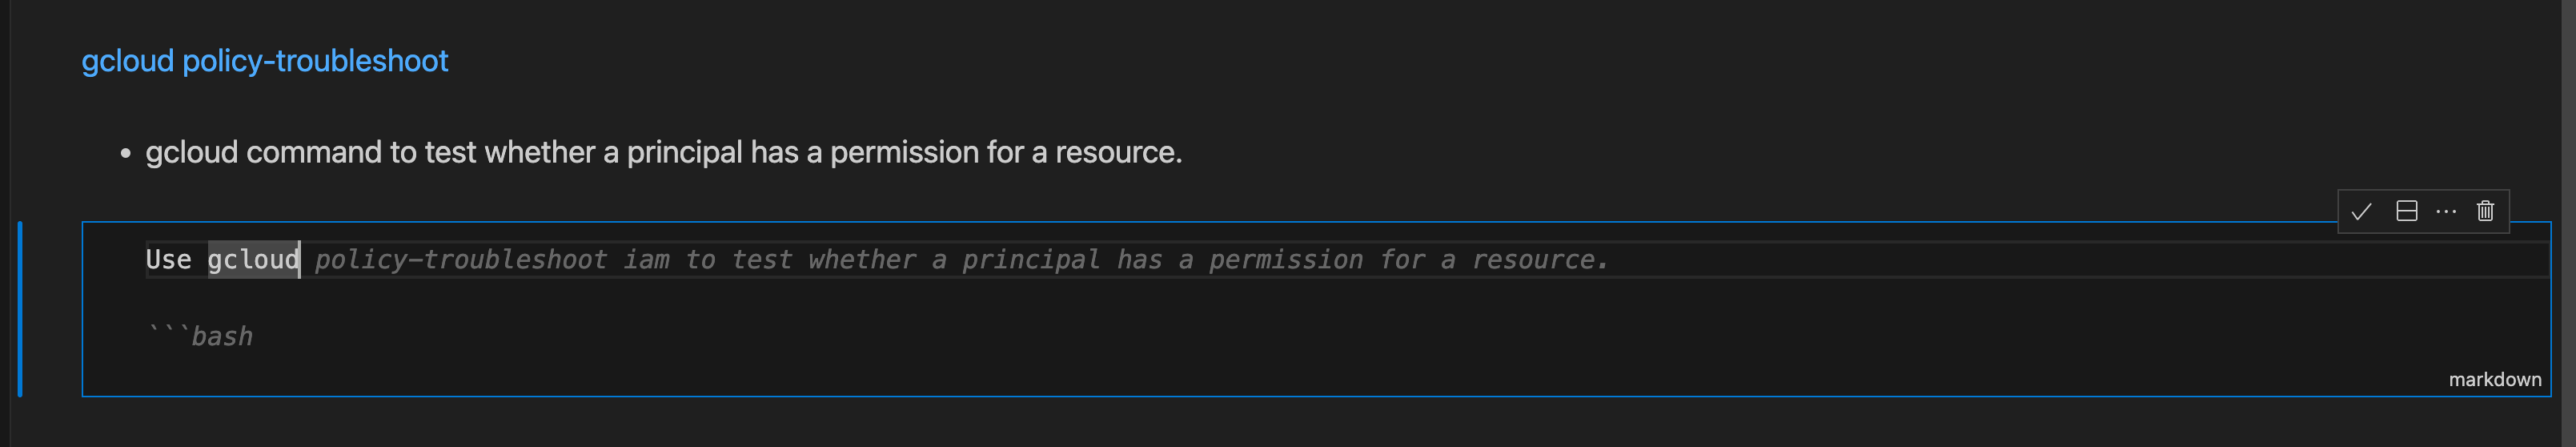 gcloud policy-troubleshoot
• gcloud command to test whether a principal has a permission for a resource.
Use gcloud policy-troubleshoot iam to test whether a principal has a permission for a resource.
```bash
markdown